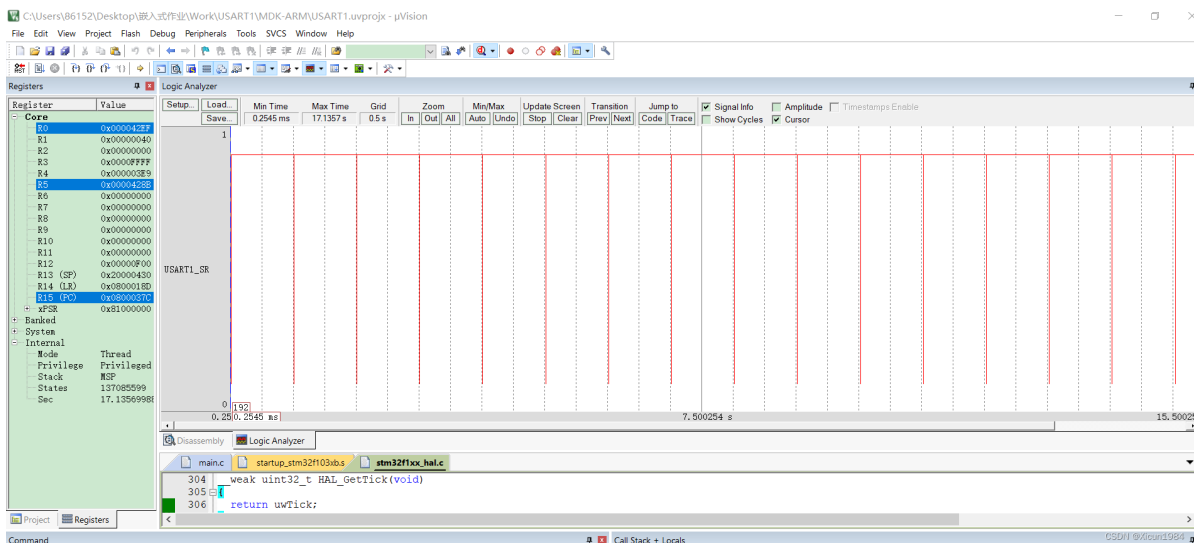 C:\Users\86152\Desktop\嵌入式作业\Work\USART1\MDK-ARM\USART1.uvprojx - µVision
File Edit View Project Flash Debug Peripherals Tools SVCS Window Help
Registers
Logic Analyzer
Register Value
Core
R0 0x000042EF
R1 0x00000040
R2 0x00000000
R3 0x0000FFFF
R4 0x000003E9
R5 0x0000428B
R6 0x00000000
R7 0x00000000
R8 0x00000000
R9 0x00000000
R10 0x00000000
R11 0x00000000
R12 0x00000F00
R13 (SP) 0x20000430
R14 (LR) 0x0800018D
R15 (PC) 0x0800037C
xPSR 0x81000000
Banked
System
Internal
Mode Thread
Privilege Privileged
Stack MSP
States 137085599
Sec 17.1356998
Setup... Load... Min Time Max Time Grid Zoom Min/Max Update Screen Transition Jump to Signal Info Amplitude Timestamps Enable
Save... 0.2545 ms 17.1357 s 0.5 s In Out All Auto Undo Stop Clear Prev Next Code Trace Show Cycles Cursor
1
USART1_SR
0
192
0.25 0.2545 ms 7.500254 s 15.5002
Disassembly Logic Analyzer
main.c startup_stm32f103xb.s stm32f1xx_hal.c
304 __weak uint32_t HAL_GetTick(void)
305 {
306 return uwTick;
Project Registers
Command
Call Stack + Locals
CSDN @Xicun1984